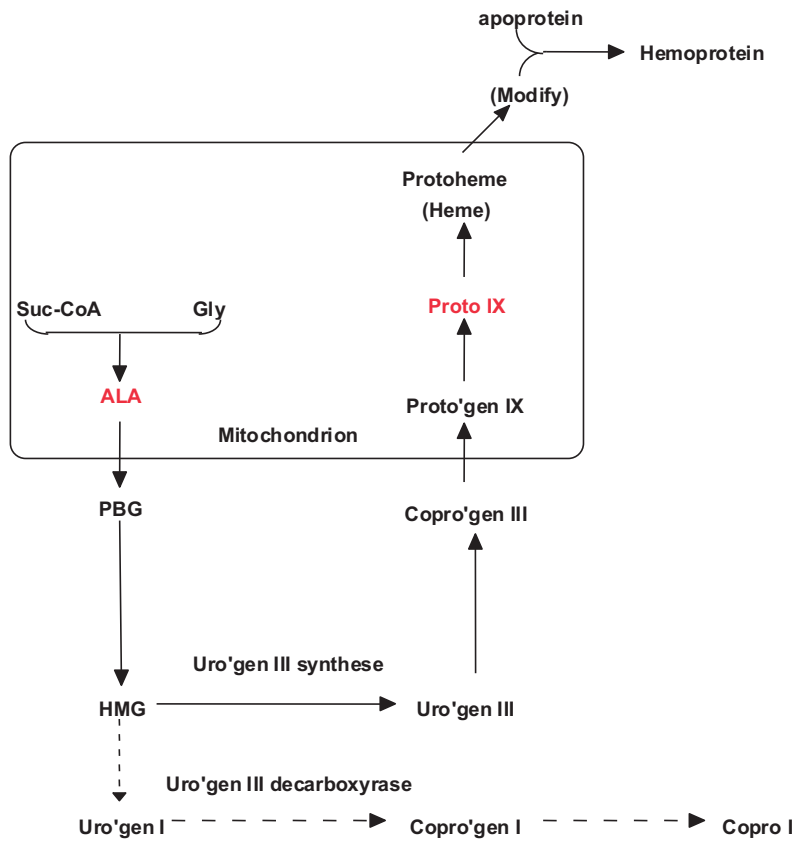 apoprotein
Hemoprotein
(Modify)
Protoheme
(Heme)
Suc-CoA
Gly
Proto IX
ALA
Proto'gen IX
Mitochondrion
PBG
Copro'gen III
Uro'gen III synthese
HMG
Uro'gen III
Uro'gen III decarboxyrase
Uro'gen I
Copro'gen I
Copro I